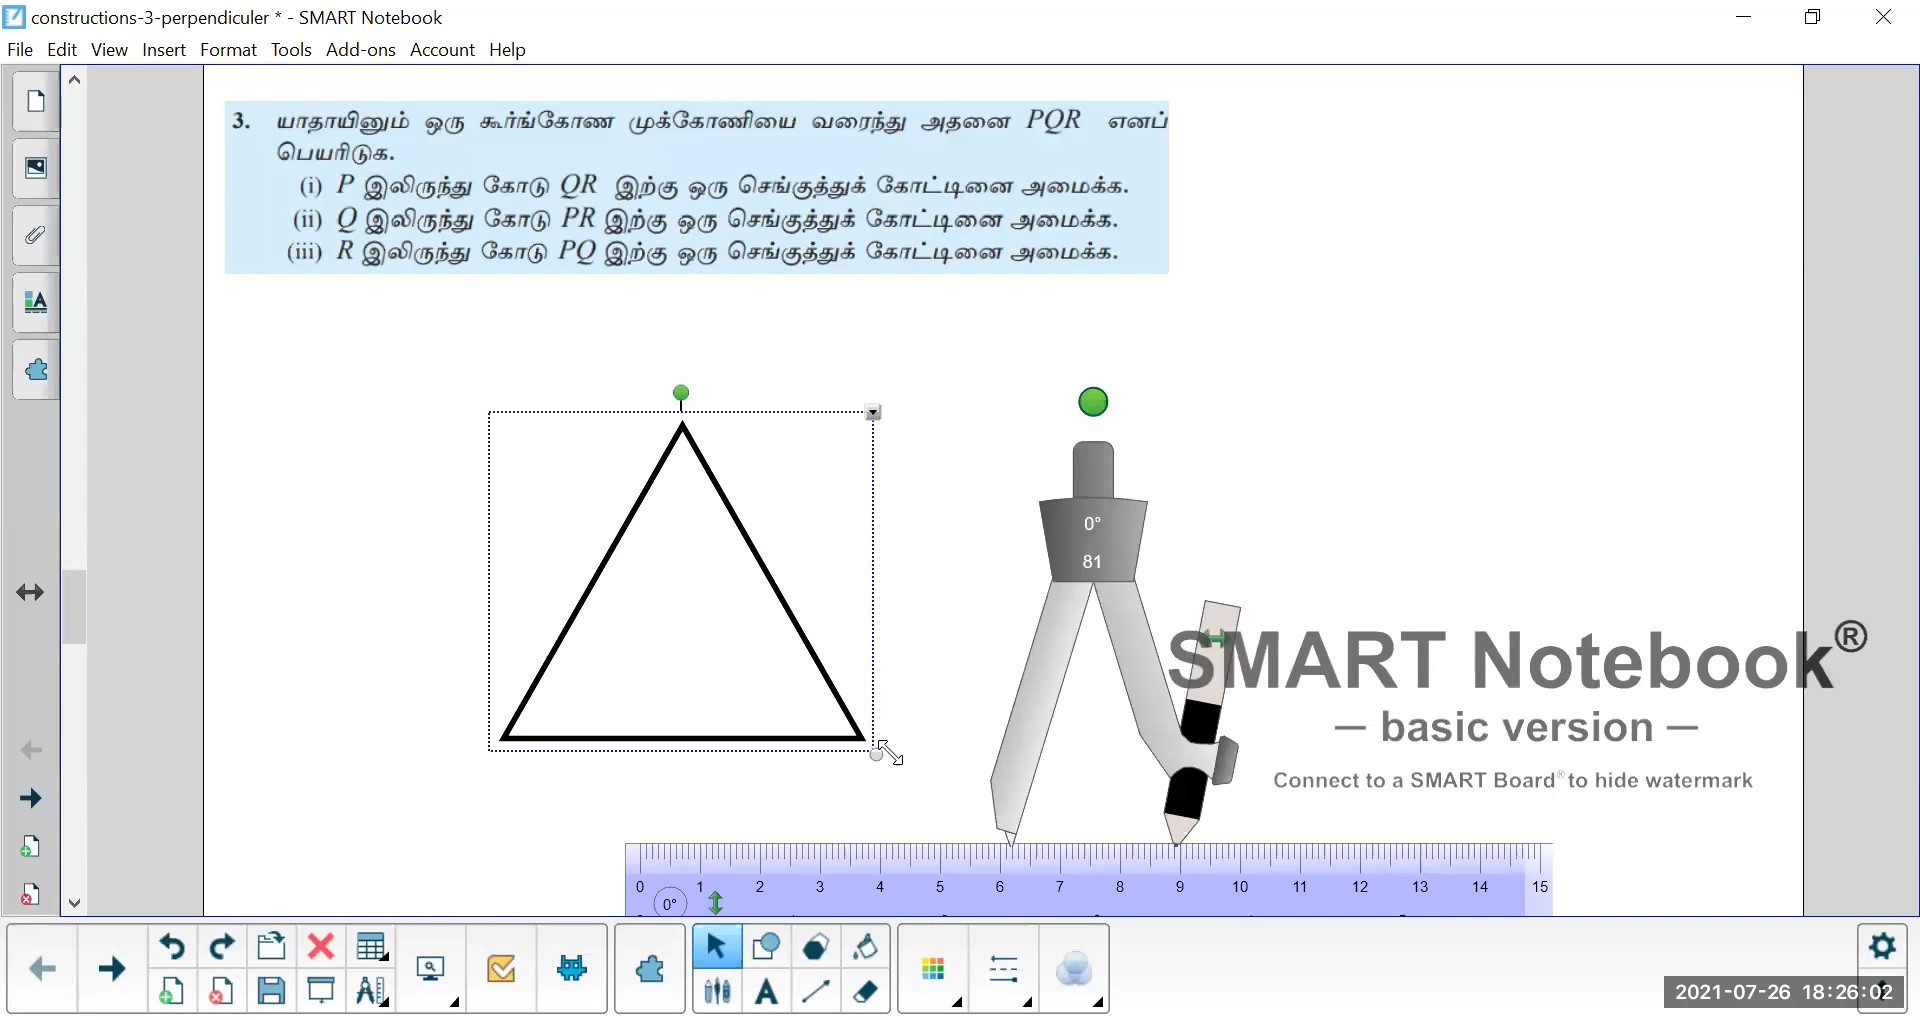 constructions-3-perpendiculer * - SMART Notebook
File Edit View Insert Format Tools Add-ons Account Help
3. யாதாயினும் ஒரு கூர்ங்கோண முக்கோணியை வரைந்து அதனை PQR எனப்
பெயரிடுக.
(i) P இலிருந்து கோடு QR இற்கு ஒரு செங்குத்துக் கோட்டினை அமைக்க.
(ii) Q இலிருந்து கோடு PR இற்கு ஒரு செங்குத்துக் கோட்டினை அமைக்க.
(iii) R இலிருந்து கோடு PQ இற்கு ஒரு செங்குத்துக் கோட்டினை அமைக்க.
0°
81
SMART Notebook®
— basic version —
Connect to a SMART Board® to hide watermark
0 1 2 3 4 5 6 7 8 9 10 11 12 13 14 15
0°
2021-07-26 18:26:02